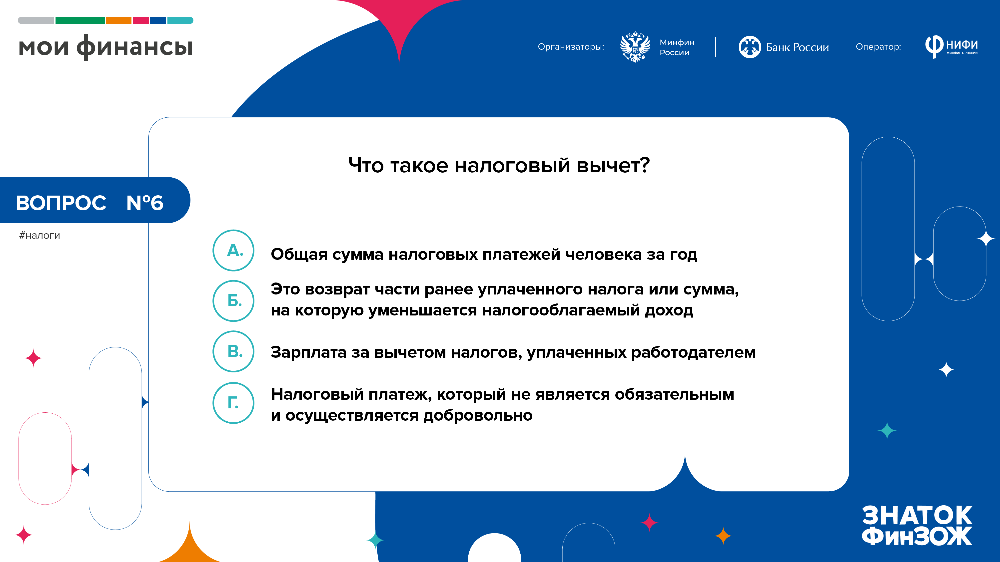 мои финансы
Организаторы:
Минфин
России
Банк России
Оператор:
НИФИ
МИНФИНА РОССИИ
Что такое налоговый вычет?
ВОПРОС №6
#налоги
А.
Общая сумма налоговых платежей человека за год
Б.
Это возврат части ранее уплаченного налога или сумма,
на которую уменьшается налогооблагаемый доход
В.
Зарплата за вычетом налогов, уплаченных работодателем
Г.
Налоговый платеж, который не является обязательным
и осуществляется добровольно
ЗНАТОК
ФинЗОЖ